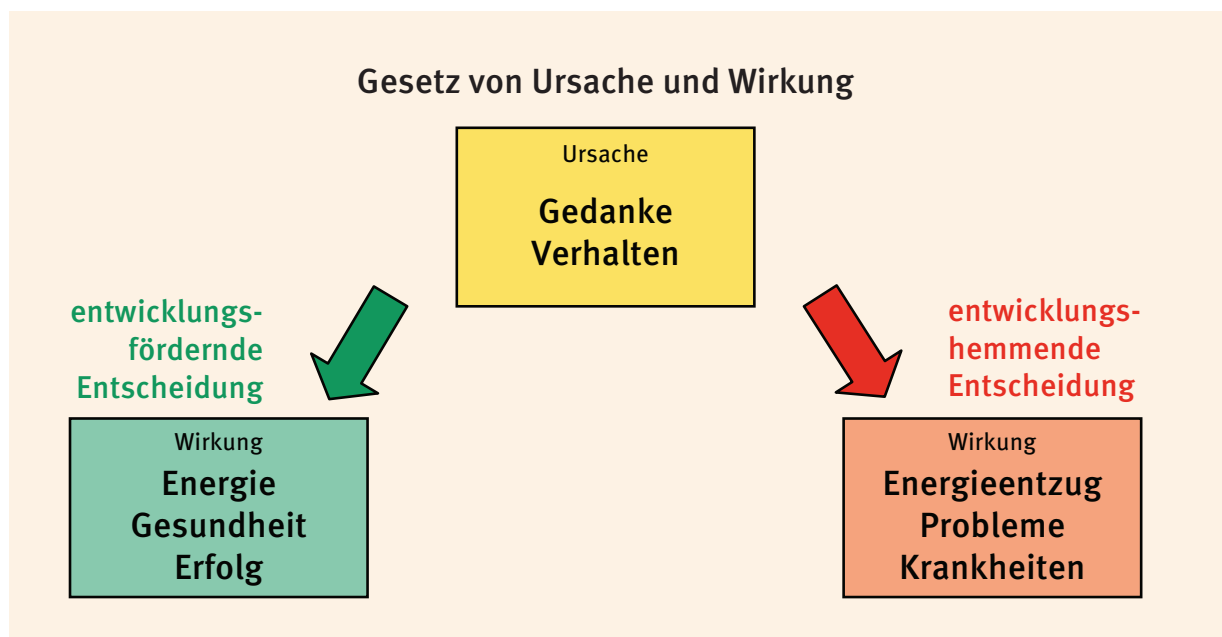 Gesetz von Ursache und Wirkung
Ursache
Gedanke
Verhalten
entwicklungs-
fördernde
Entscheidung
entwicklungs-
hemmende
Entscheidung
Wirkung
Energie
Gesundheit
Erfolg
Wirkung
Energieentzug
Probleme
Krankheiten